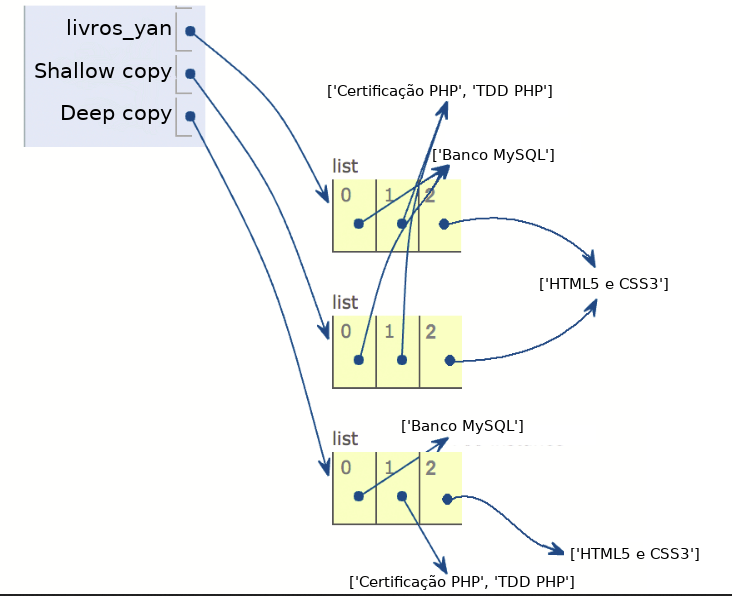 livros_yan
Shallow copy
Deep copy
['Certificação PHP', 'TDD PHP']
['Banco MySQL']
list
0 1 2
['HTML5 e CSS3']
list
0 1 2
['Banco MySQL']
list
0 1 2
['HTML5 e CSS3']
['Certificação PHP', 'TDD PHP']